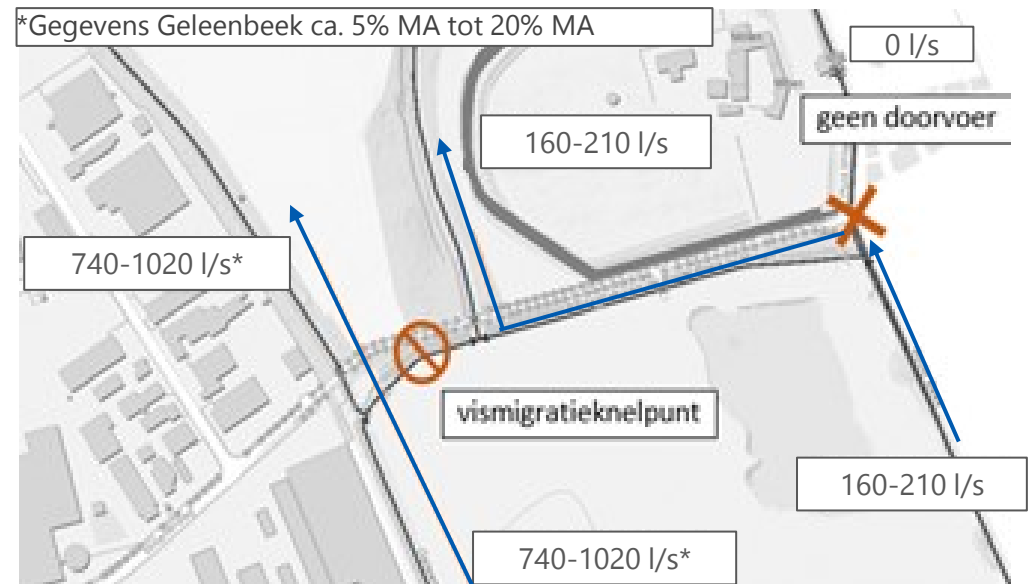 *Gegevens Geleenbeek ca. 5% MA tot 20% MA
0 l/s
geen doorvoer
160-210 l/s
740-1020 l/s*
vismigratieknelpunt
160-210 l/s
740-1020 l/s*